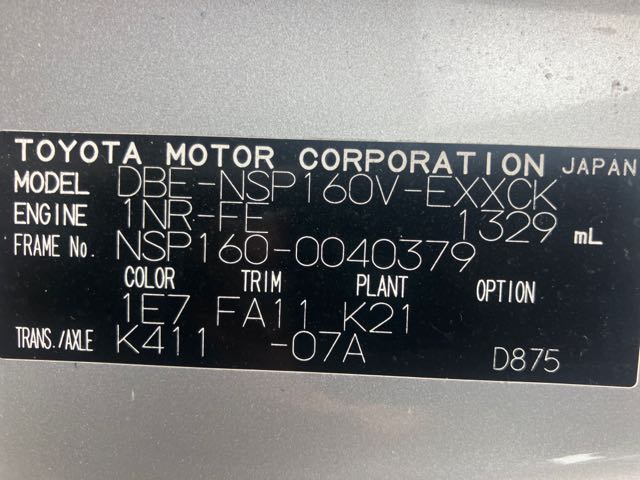 TOYOTA MOTOR CORPORATION JAPAN
MODEL DBE-NSP160V-EXXCK
ENGINE 1NR-FE 1329 mL
FRAME No. NSP160-0040379
COLOR TRIM PLANT OPTION
1E7 FA11 K21
TRANS./AXLE K411 -07A D875